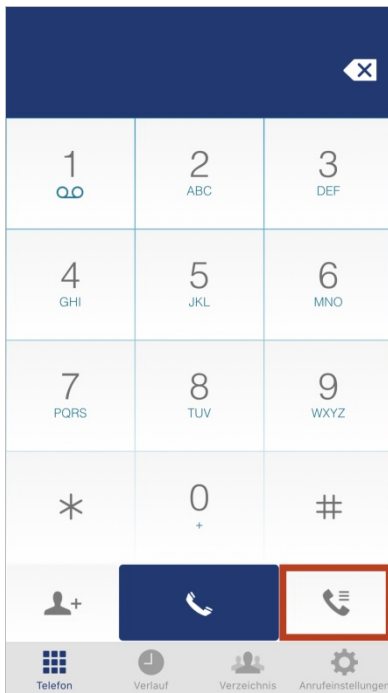 1
2
ABC
3
DEF
4
GHI
5
JKL
6
MNO
7
PQRS
8
TUV
9
WXYZ
*
0
+
#
+
Telefon Verlauf Verzeichnis Anrufeinstellungen